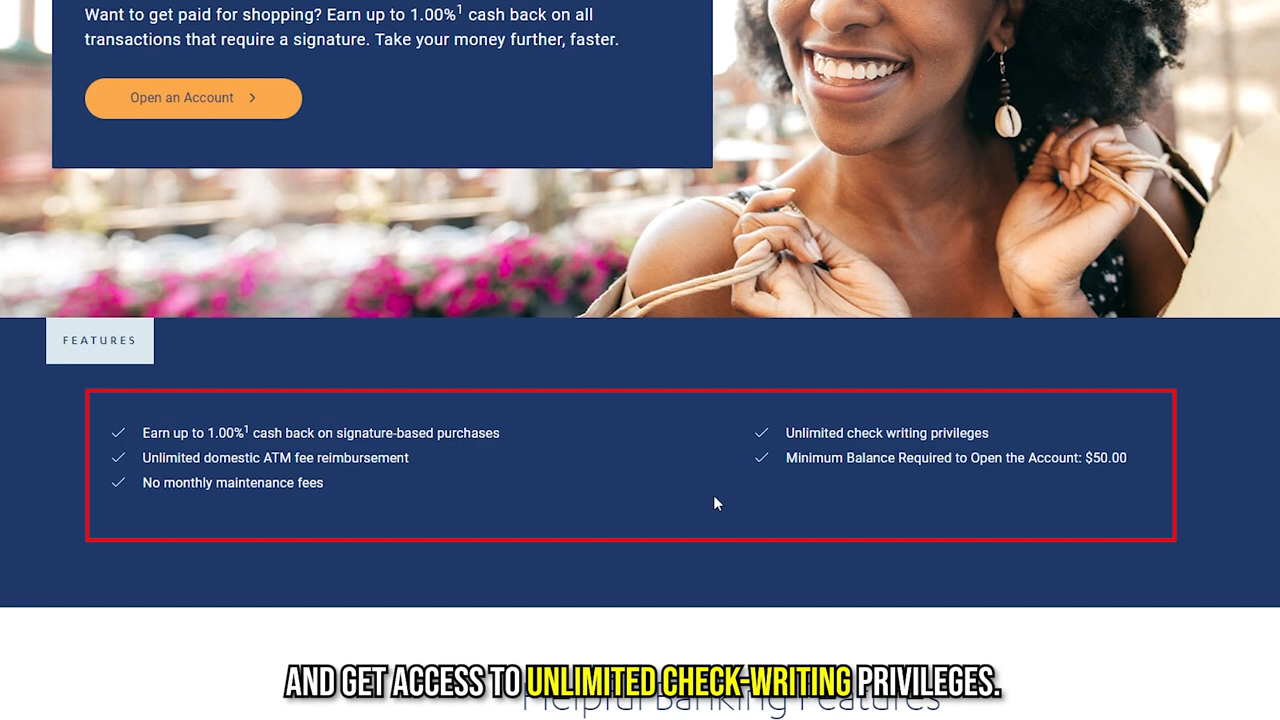 Want to get paid for shopping? Earn up to 1.00%¹ cash back on all
transactions that require a signature. Take your money further, faster.
Open an Account
FEATURES
Earn up to 1.00%¹ cash back on signature-based purchases
Unlimited domestic ATM fee reimbursement
No monthly maintenance fees
Unlimited check writing privileges
Minimum Balance Required to Open the Account: $50.00
AND GET ACCESS TO UNLIMITED CHECK-WRITING PRIVILEGES.
Helpful Banking Features